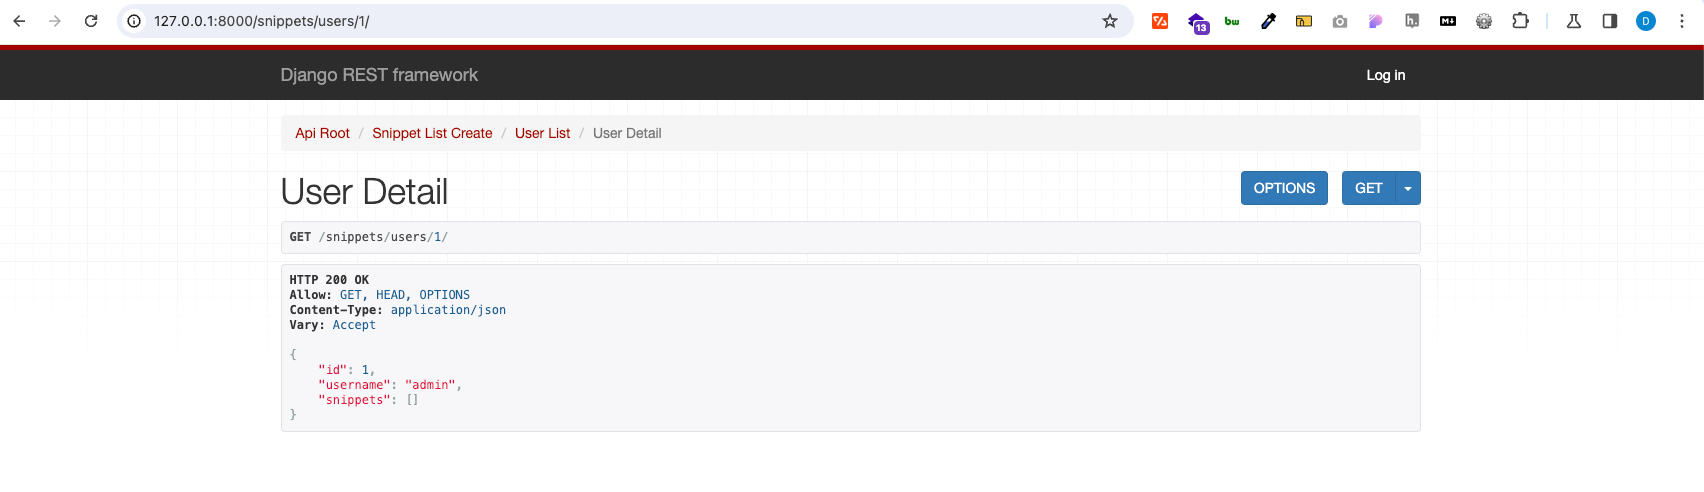 127.0.0.1:8000/snippets/users/1/
13
bw
h.
M
D
Django REST framework
Log in
Api Root / Snippet List Create / User List / User Detail
User Detail
OPTIONS
GET
GET /snippets/users/1/
HTTP 200 OK
Allow: GET, HEAD, OPTIONS
Content-Type: application/json
Vary: Accept
{
"id": 1,
"username": "admin",
"snippets": []
}